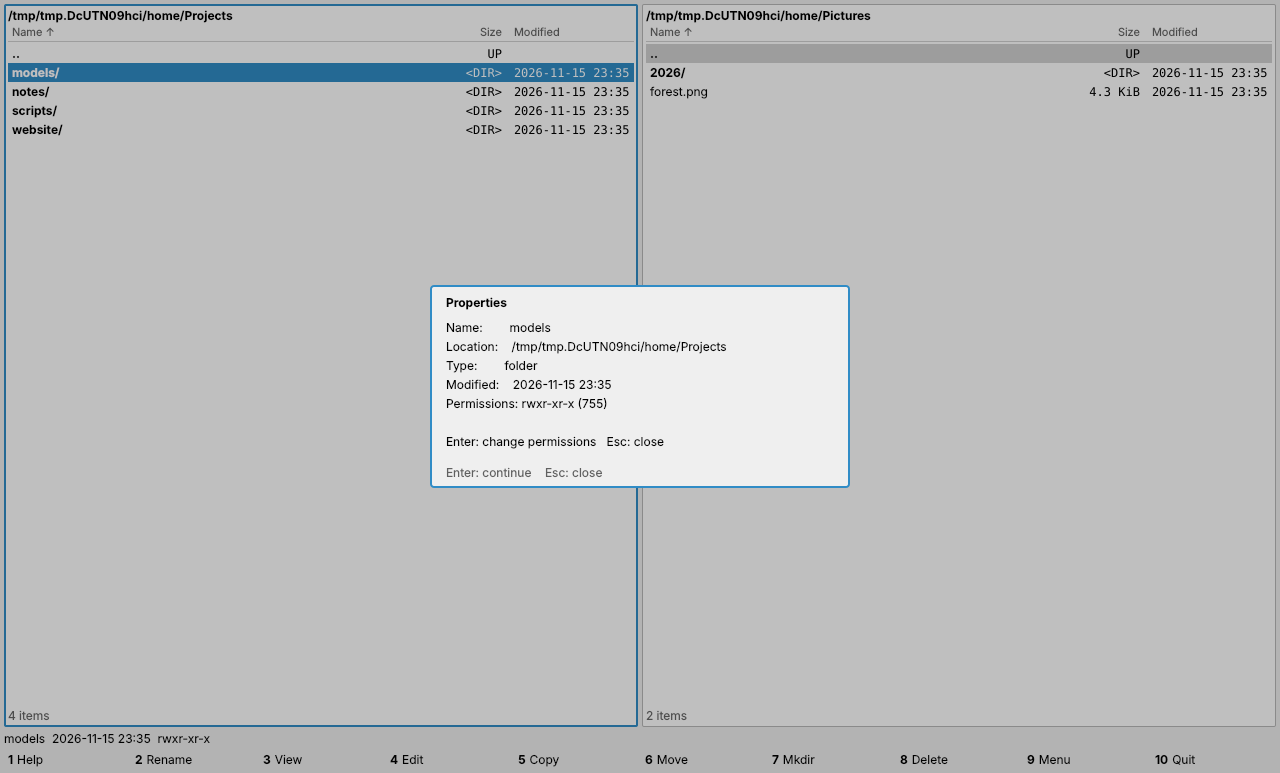 /tmp/tmp.DcUTN09hci/home/Projects
Name ↑ Size Modified
.. UP
models/ <DIR> 2026-11-15 23:35
notes/ <DIR> 2026-11-15 23:35
scripts/ <DIR> 2026-11-15 23:35
website/ <DIR> 2026-11-15 23:35
4 items
/tmp/tmp.DcUTN09hci/home/Pictures
Name ↑ Size Modified
.. UP
2026/ <DIR> 2026-11-15 23:35
forest.png 4.3 KiB 2026-11-15 23:35
2 items
Properties
Name: models
Location: /tmp/tmp.DcUTN09hci/home/Projects
Type: folder
Modified: 2026-11-15 23:35
Permissions: rwxr-xr-x (755)
Enter: change permissions Esc: close
Enter: continue Esc: close
models 2026-11-15 23:35 rwxr-xr-x
1 Help 2 Rename 3 View 4 Edit 5 Copy 6 Move 7 Mkdir 8 Delete 9 Menu 10 Quit